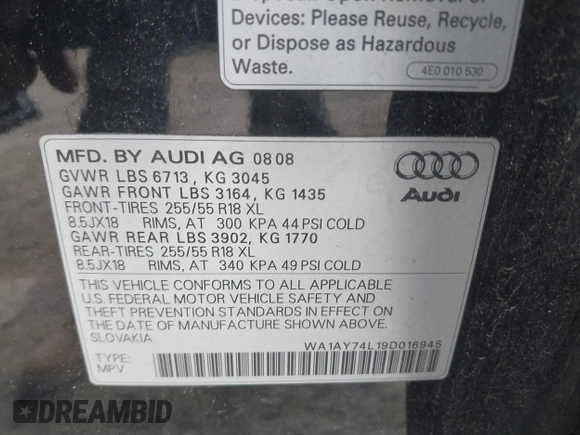 Devices: Please Reuse, Recycle,
or Dispose as Hazardous
Waste.
4E0 010 530
MFD. BY AUDI AG 08 08
GVWR LBS 6713, KG 3045
GAWR FRONT LBS 3164, KG 1435
FRONT-TIRES 255/55 R18 XL
8.5JX18 RIMS, AT 300 KPA 44 PSI COLD
GAWR REAR LBS 3902, KG 1770
REAR-TIRES 255/55 R18 XL
8.5JX18 RIMS, AT 340 KPA 49 PSI COLD
Audi
THIS VEHICLE CONFORMS TO ALL APPLICABLE
U.S. FEDERAL MOTOR VEHICLE SAFETY AND
THEFT PREVENTION STANDARDS IN EFFECT ON
THE DATE OF MANUFACTURE SHOWN ABOVE.
SLOVAKIA
WA1AY74L19D016945
TYPE:
MPV
DREAMBID